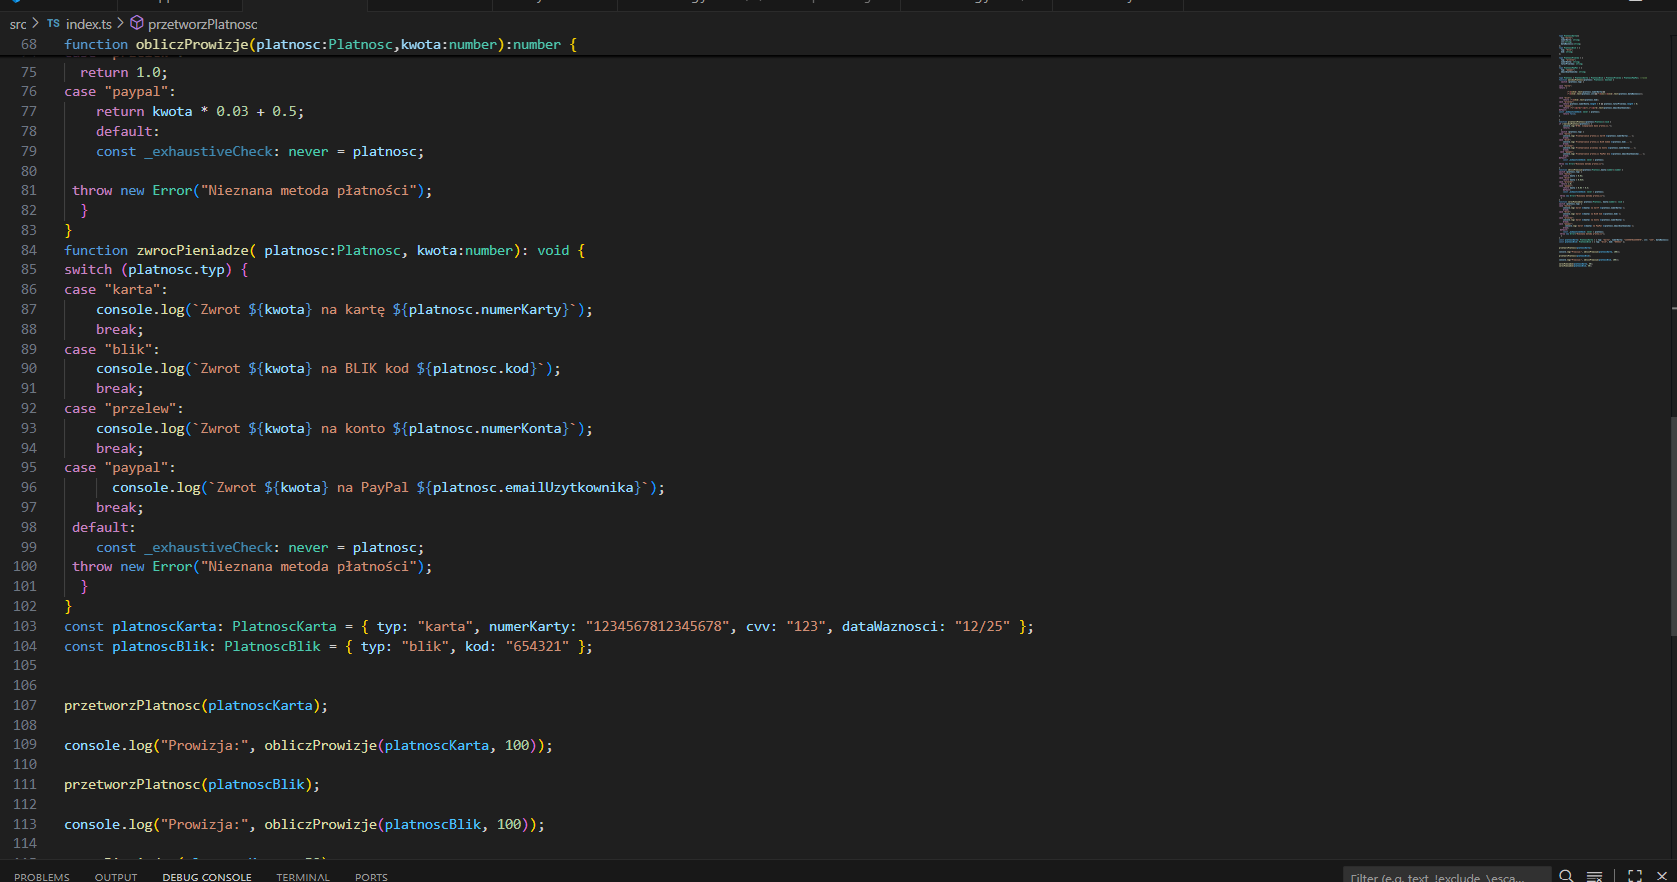 src > TS index.ts > przetworzPlatnosc
68 function obliczProwizje(platnosc:Platnosc,kwota:number):number {
75 return 1.0;
76 case "paypal":
77 return kwota * 0.03 + 0.5;
78 default:
79 const _exhaustiveCheck: never = platnosc;
80
81 throw new Error("Nieznana metoda płatności");
82 }
83 }
84 function zwrocPieniadze( platnosc:Platnosc, kwota:number): void {
85 switch (platnosc.typ) {
86 case "karta":
87 console.log(`Zwrot ${kwota} na kartę ${platnosc.numerKarty}`);
88 break;
89 case "blik":
90 console.log(`Zwrot ${kwota} na BLIK kod ${platnosc.kod}`);
91 break;
92 case "przelew":
93 console.log(`Zwrot ${kwota} na konto ${platnosc.numerKonta}`);
94 break;
95 case "paypal":
96 console.log(`Zwrot ${kwota} na PayPal ${platnosc.emailUzytkownika}`);
97 break;
98 default:
99 const _exhaustiveCheck: never = platnosc;
100 throw new Error("Nieznana metoda płatności");
101 }
102 }
103 const platnoscKarta: PlatnoscKarta = { typ: "karta", numerKarty: "1234567812345678", cvv: "123", dataWaznosci: "12/25" };
104 const platnoscBlik: PlatnoscBlik = { typ: "blik", kod: "654321" };
105
106
107 przetworzPlatnosc(platnoscKarta);
108
109 console.log("Prowizja:", obliczProwizje(platnoscKarta, 100));
110
111 przetworzPlatnosc(platnoscBlik);
112
113 console.log("Prowizja:", obliczProwizje(platnoscBlik, 100));
114
PROBLEMS OUTPUT DEBUG CONSOLE TERMINAL PORTS Filter (e.g. text, !exclude, \esca...